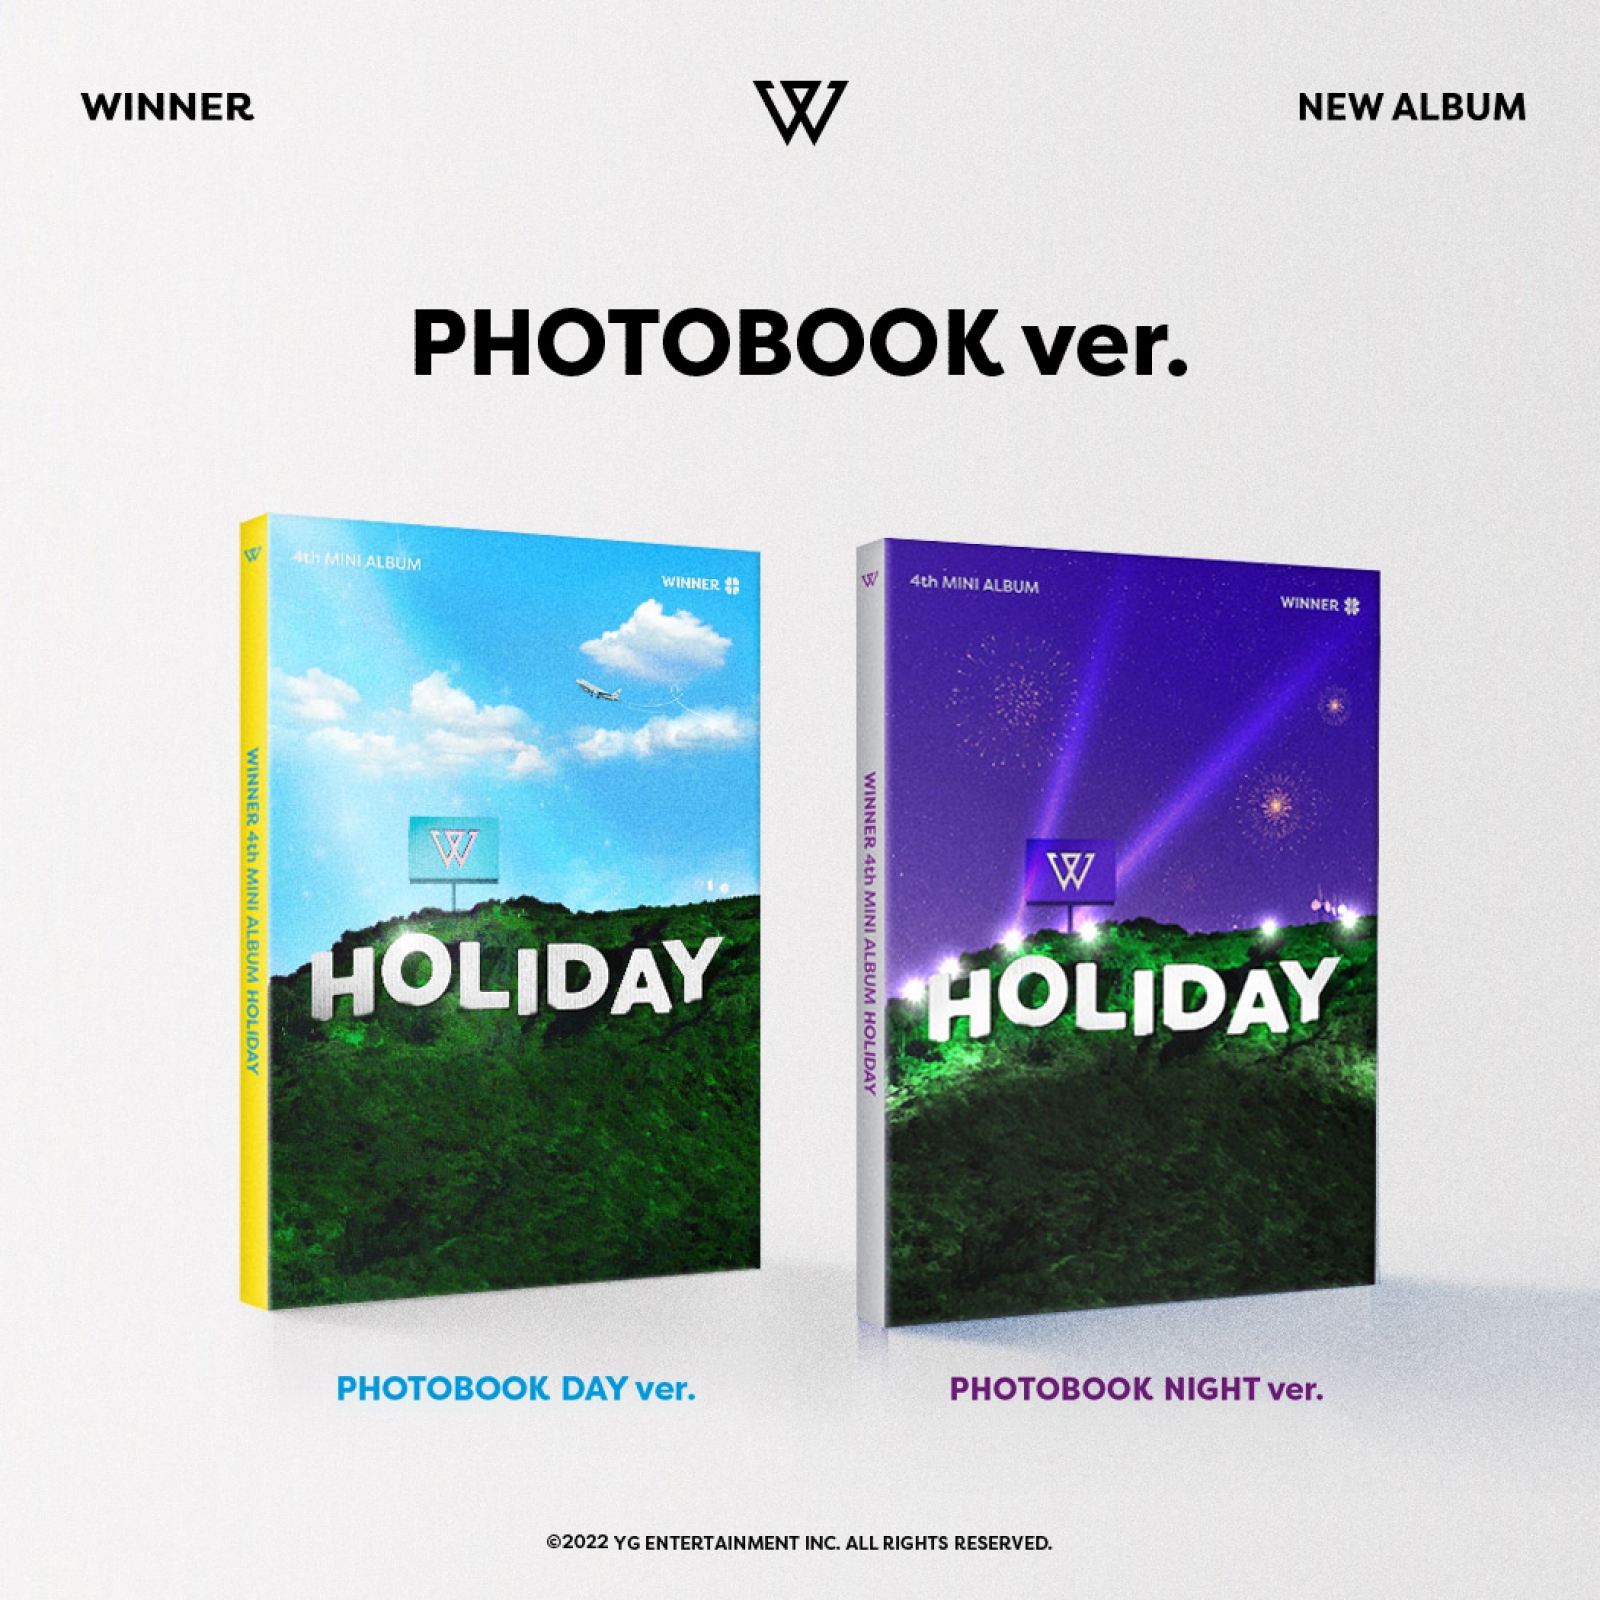 WINNER
W
NEW ALBUM
PHOTOBOOK ver.
W
4th MINI ALBUM
WINNER
W
HOLIDAY
WINNER 4th MINI ALBUM HOLIDAY
W
4th MINI ALBUM
WINNER
W
HOLIDAY
WINNER 4th MINI ALBUM HOLIDAY
PHOTOBOOK DAY ver.
PHOTOBOOK NIGHT ver.
©2022 YG ENTERTAINMENT INC. ALL RIGHTS RESERVED.